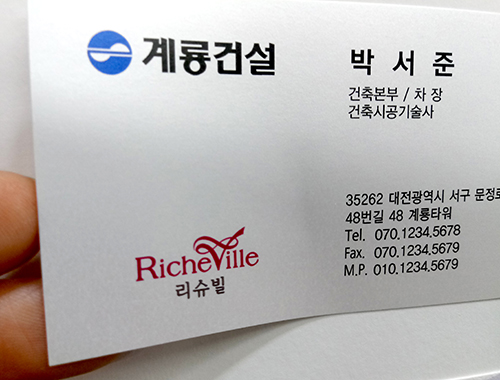 계룡건설
박 서 준
건축본부 / 차 장
건축시공기술사
35262 대전광역시 서구 문정로
48번길 48 계룡타워
Tel. 070.1234.5678
Fax. 070.1234.5679
M.P. 010.1234.5679
RicheVille
리슈빌